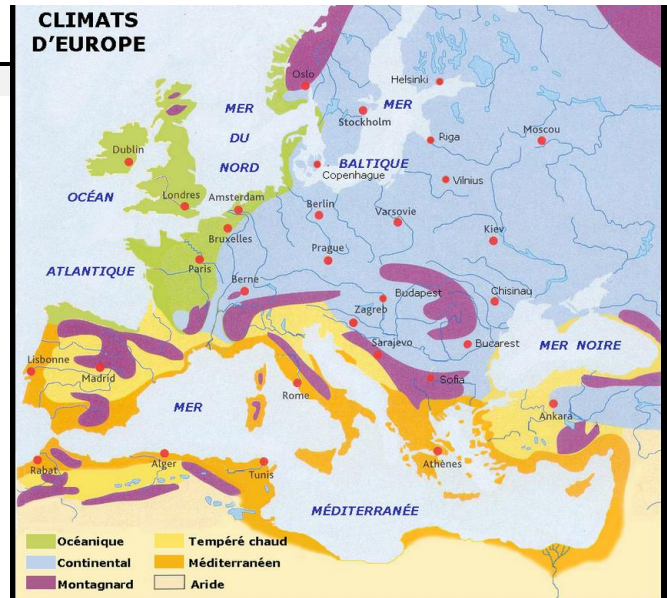 CLIMATS
D'EUROPE
Oslo
Helsinki
MER
Stockholm
MER
DU
NORD
Riga
Moscou
Dublin
BALTIQUE
Copenhague
Vilnius
OCÉAN
Londres
Amsterdam
Berlin
Varsovie
Bruxelles
Kiev
Prague
ATLANTIQUE
Paris
Berne
Budapest
Chisinau
Zagreb
Sarajevo
Bucarest
MER NOIRE
Lisbonne
Madrid
Rome
Sofia
MER
Ankara
Rabat
Alger
Tunis
Athènes
MÉDITERRANÉE
Océanique
Tempéré chaud
Continental
Méditerranéen
Montagnard
Aride